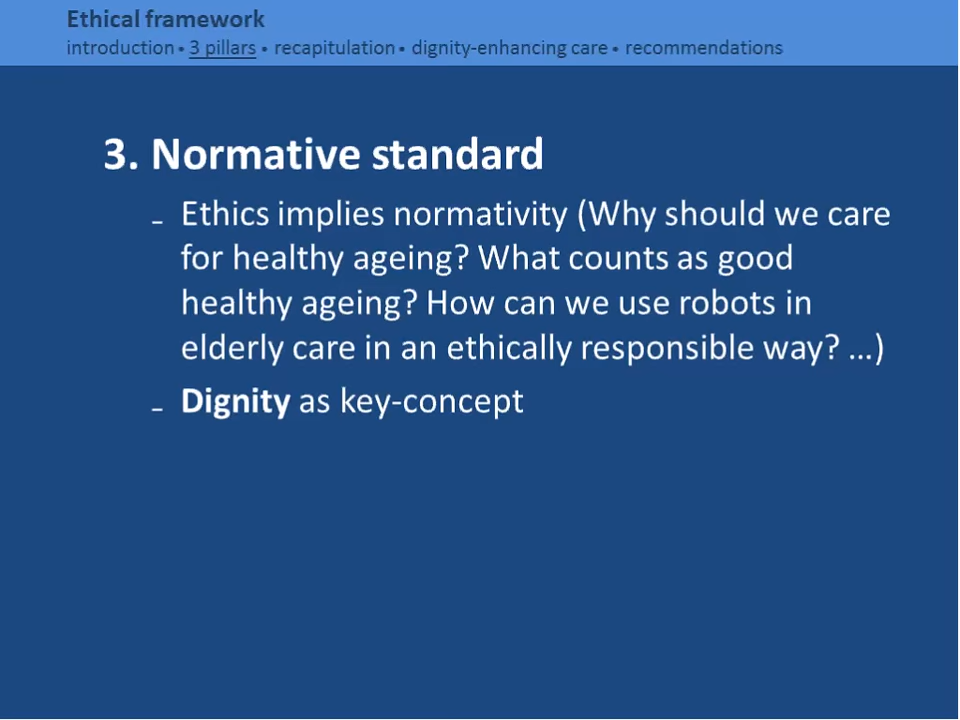 Ethical framework
introduction • 3 pillars • recapitulation • dignity-enhancing care • recommendations
3. Normative standard
– Ethics implies normativity (Why should we care
for healthy ageing? What counts as good
healthy ageing? How can we use robots in
elderly care in an ethically responsible way? …)
– Dignity as key-concept